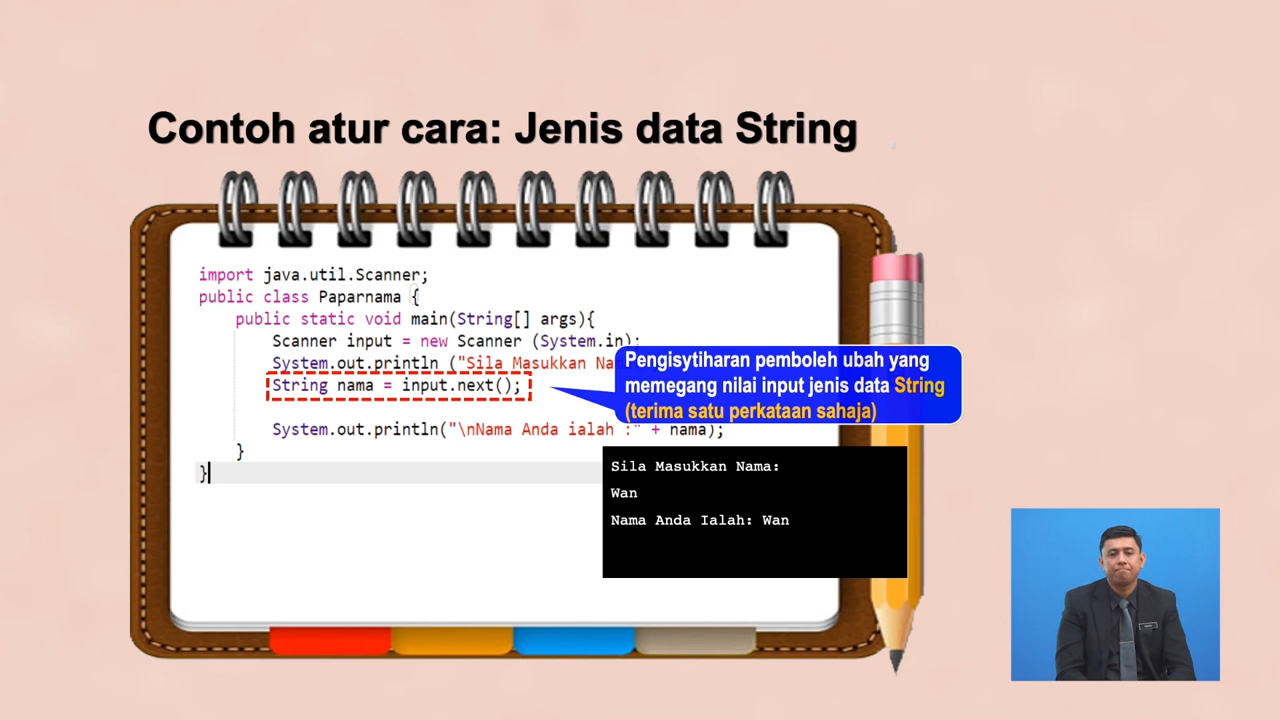 Contoh atur cara: Jenis data String
import java.util.Scanner;
public class Paparnama {
public static void main(String[] args){
Scanner input = new Scanner (System.in);
System.out.println ("Sila Masukkan Na
String nama = input.next();
Pengisytiharan pemboleh ubah yang
memegang nilai input jenis data String
(terima satu perkataan sahaja)
System.out.println("\nNama Anda ialah :" + nama);
}
}
Sila Masukkan Nama:
Wan
Nama Anda Ialah: Wan